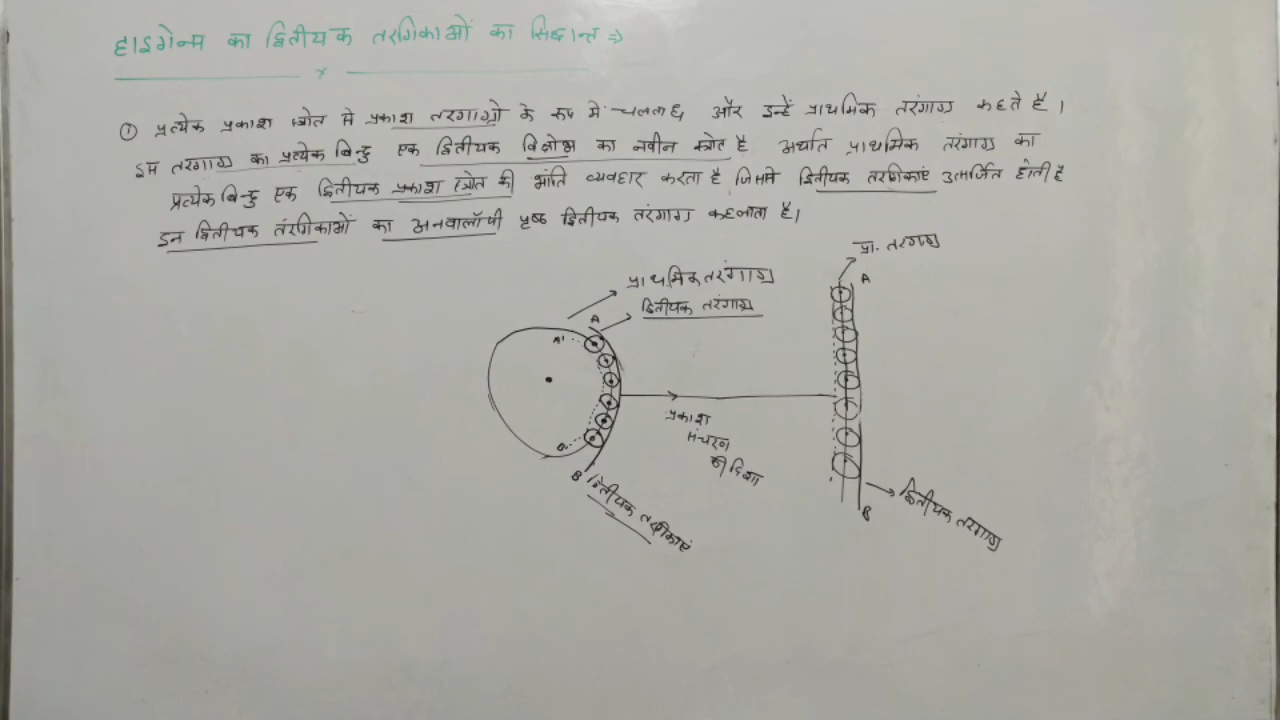 हाइगेन्स का द्वितीयक तरंगिकाओं का सिद्धान्त ⇒
① प्रत्येक प्रकाश स्त्रोत से प्रकाश तरंगाग्रो के रूप में चलता है और इन्हें प्राथमिक तरंगाग्र कहते है।
इस तरंगाग्र का प्रत्येक बिन्दु एक द्वितीयक विक्षोभ का नवीन स्त्रोत है अर्थात प्राथमिक तरंगाग्र का
प्रत्येक बिन्दु एक द्वितीयक प्रकाश स्त्रोत की भांति व्यवहार करता है जिससे द्वितीयक तरंगिकाएं उत्सर्जित होती है
इन द्वितीयक तंरगिकाओं का अनवालॉपी पृष्ठ द्वितीयक तरंगाग्र कहलाता है।
प्रा. तरंगाग्र
A
प्राथमिक तरंगाग्र
द्वितीयक तरंगाग्र
A
A'
प्रकाश
संचरण
की दिशा
B
द्वितीयक तरंगिकाएं
द्वितीयक तरंगाग्र
B